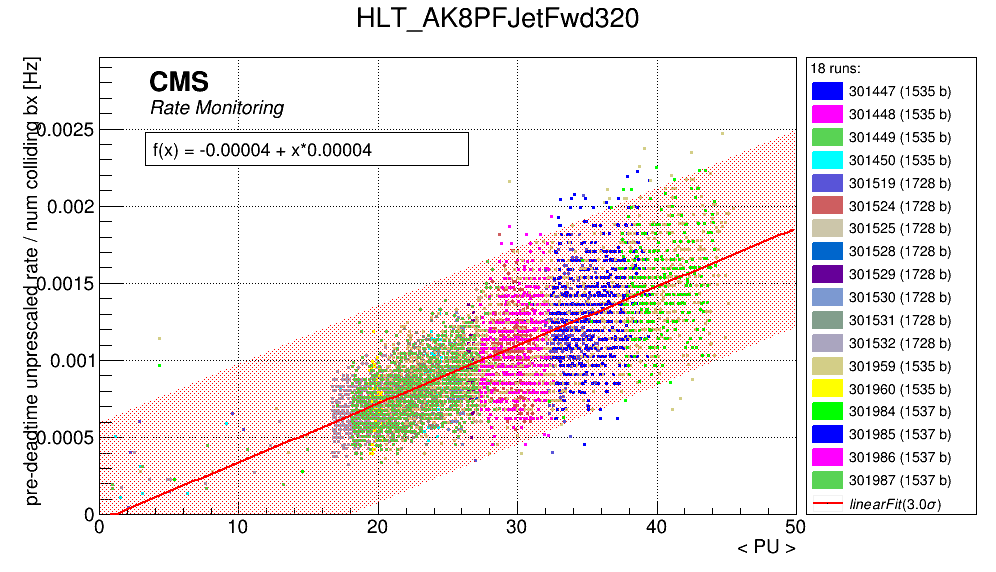 HLT_AK8PFJetFwd320
pre-deadtime unprescaled rate / num colliding bx [Hz]
CMS
Rate Monitoring
f(x) = -0.00004 + x*0.00004
0.0025
0.002
0.0015
0.001
0.0005
0
0 10 20 30 40 50
< PU >
18 runs:
301447 (1535 b)
301448 (1535 b)
301449 (1535 b)
301450 (1535 b)
301519 (1728 b)
301524 (1728 b)
301525 (1728 b)
301528 (1728 b)
301529 (1728 b)
301530 (1728 b)
301531 (1728 b)
301532 (1728 b)
301959 (1535 b)
301960 (1535 b)
301984 (1537 b)
301985 (1537 b)
301986 (1537 b)
301987 (1537 b)
linearFit(3.0σ)